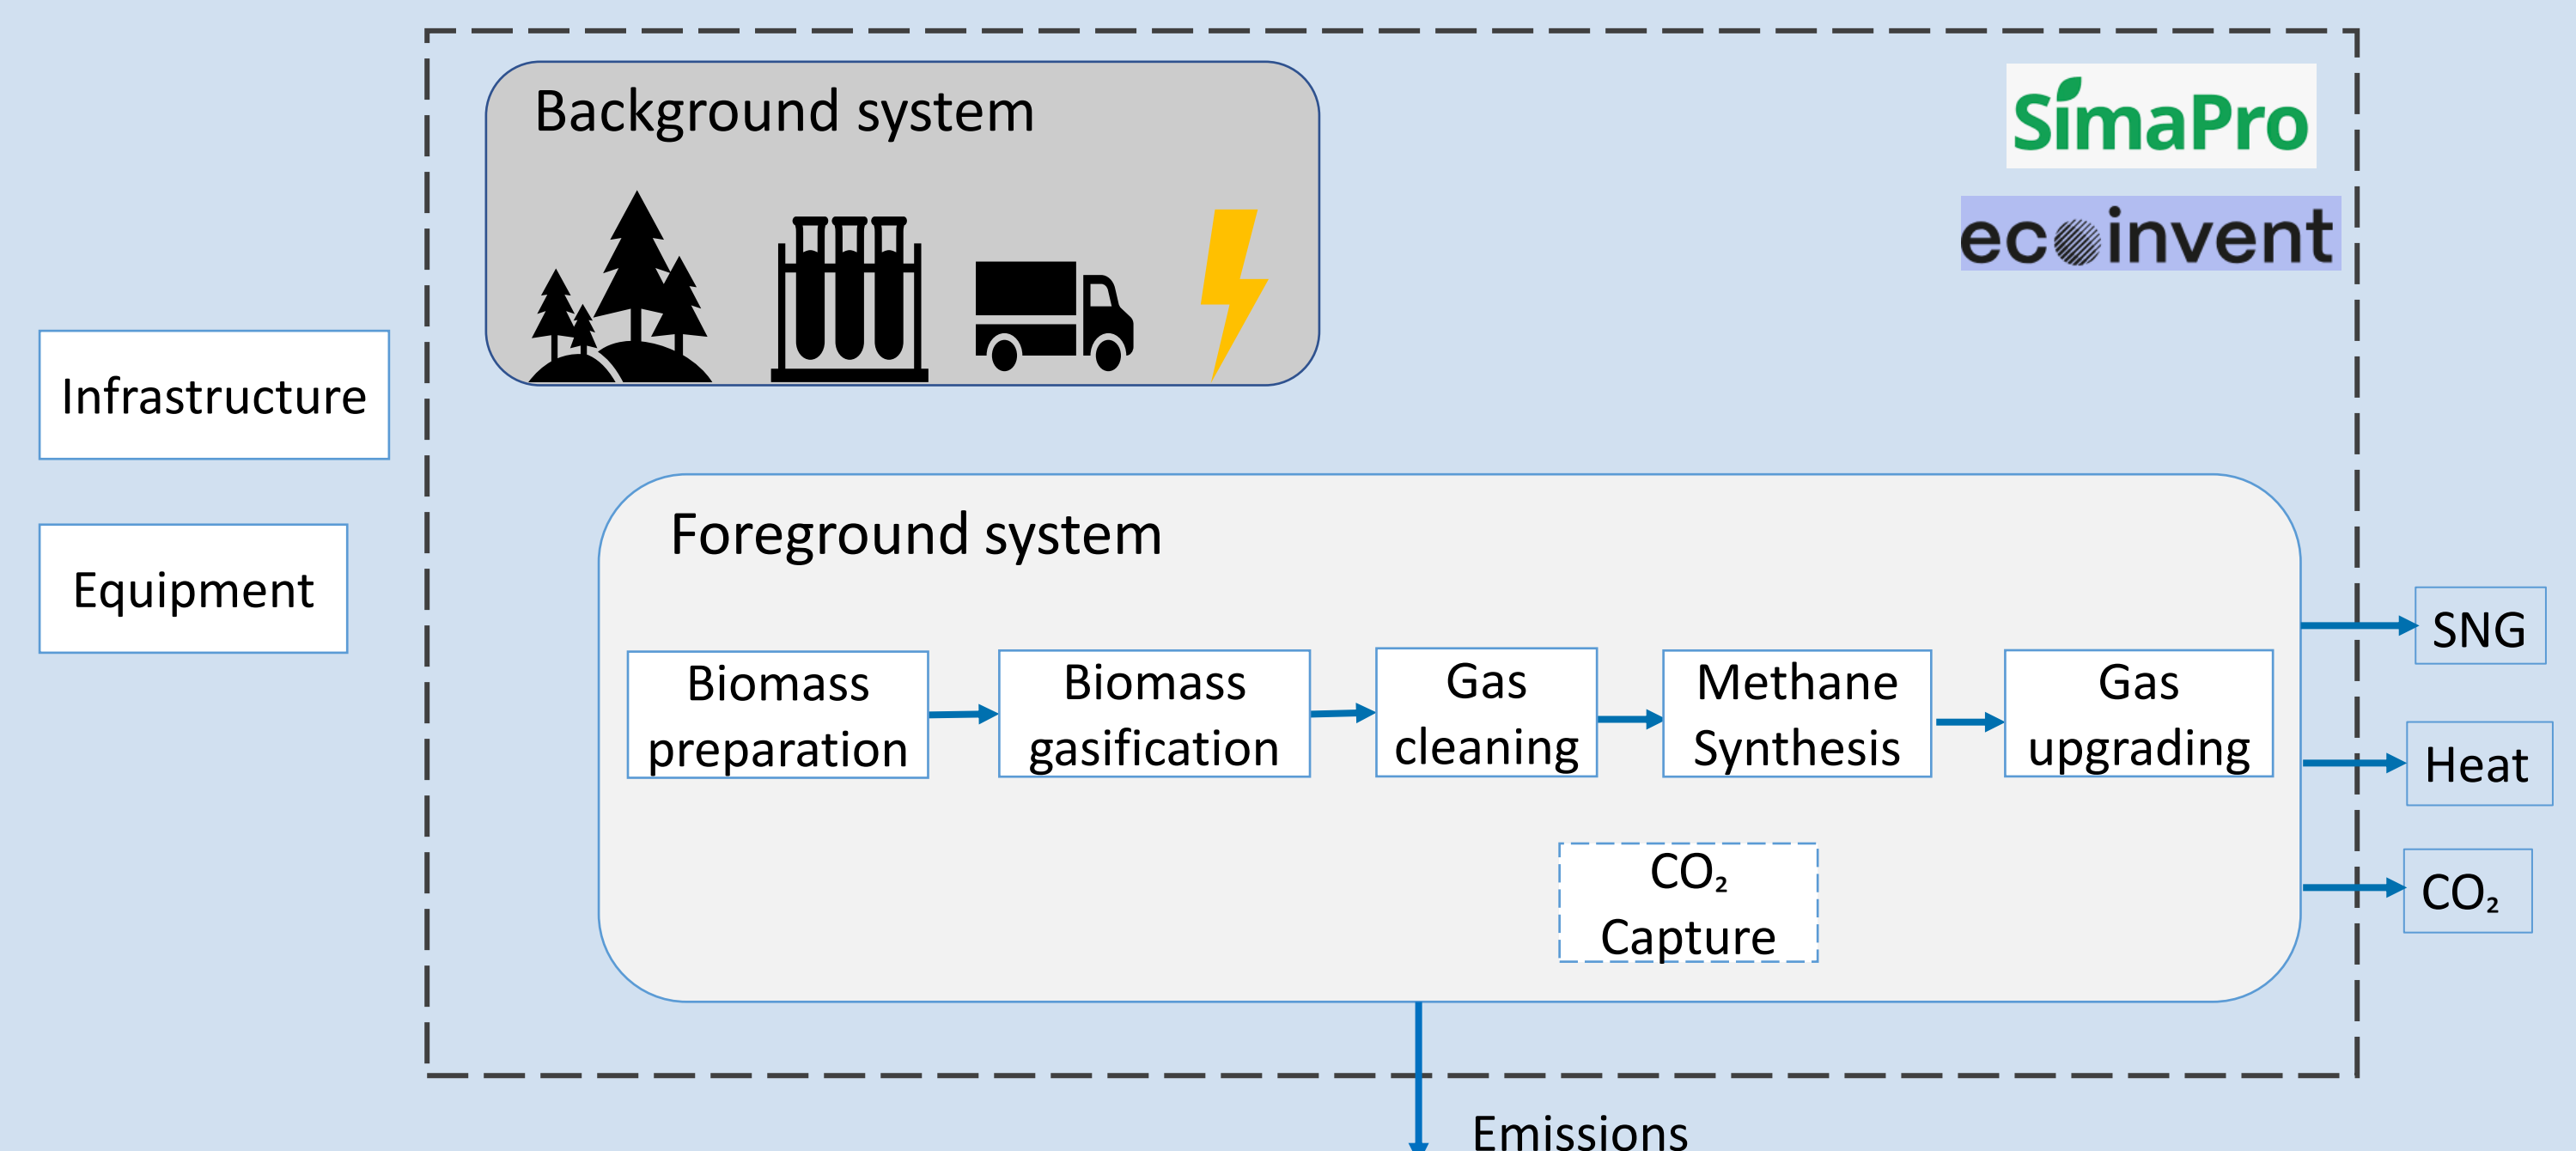 Background system
SimaPro
ecoinvent
Infrastructure
Equipment
Foreground system
Biomass
preparation
Biomass
gasification
Gas
cleaning
Methane
Synthesis
Gas
upgrading
CO₂
Capture
SNG
Heat
CO₂
Emissions